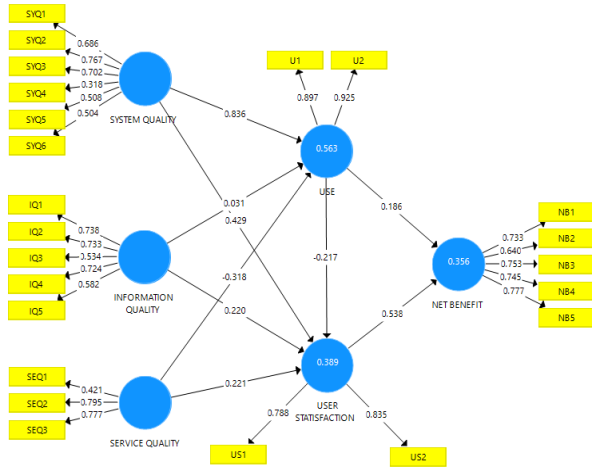 SYQ1
SYQ2
SYQ3
SYQ4
SYQ5
SYQ6
0.686
0.767
0.702
0.318
0.508
0.504
SYSTEM QUALITY
U1
U2
0.897
0.925
0.836
0.563
USE
IQ1
IQ2
IQ3
IQ4
IQ5
0.738
0.733
0.534
0.724
0.582
INFORMATION
QUALITY
0.031
0.429
-0.318
0.220
-0.217
0.186
0.538
0.356
NET BENEFIT
0.733
0.640
0.753
0.745
0.777
NB1
NB2
NB3
NB4
NB5
SEQ1
SEQ2
SEQ3
0.421
0.795
0.777
SERVICE QUALITY
0.221
0.389
USER
STATISFACTION
0.788
0.835
US1
US2